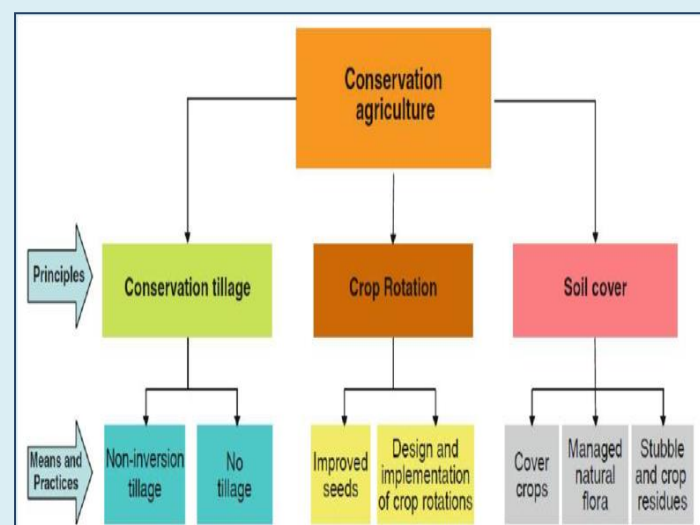 Conservation
agriculture
Principles
Conservation tillage
Crop Rotation
Soil cover
Means and
Practices
Non-inversion
tillage
No
tillage
Improved
seeds
Design and
implementation
of crop rotations
Cover
crops
Managed
natural
flora
Stubble
and crop
residues